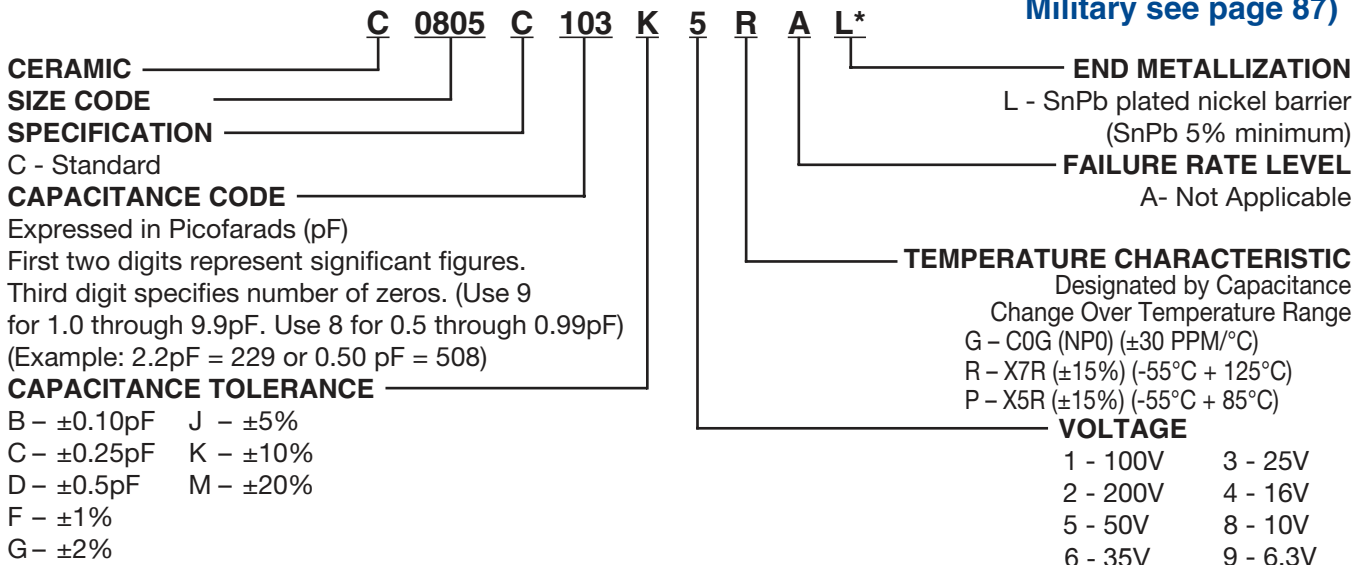 Military see page 87)
C 0805 C 103 K 5 R A L*
CERAMIC
SIZE CODE
SPECIFICATION
C - Standard
CAPACITANCE CODE
Expressed in Picofarads (pF)
First two digits represent significant figures.
Third digit specifies number of zeros. (Use 9
for 1.0 through 9.9pF. Use 8 for 0.5 through 0.99pF)
(Example: 2.2pF = 229 or 0.50 pF = 508)
CAPACITANCE TOLERANCE
B – ±0.10pF J – ±5%
C – ±0.25pF K – ±10%
D – ±0.5pF M – ±20%
F – ±1%
G – ±2%
END METALLIZATION
L - SnPb plated nickel barrier
(SnPb 5% minimum)
FAILURE RATE LEVEL
A- Not Applicable
TEMPERATURE CHARACTERISTIC
Designated by Capacitance
Change Over Temperature Range
G – C0G (NP0) (±30 PPM/°C)
R – X7R (±15%) (-55°C + 125°C)
P – X5R (±15%) (-55°C + 85°C)
VOLTAGE
1 - 100V 3 - 25V
2 - 200V 4 - 16V
5 - 50V 8 - 10V
6 - 35V 9 - 6.3V